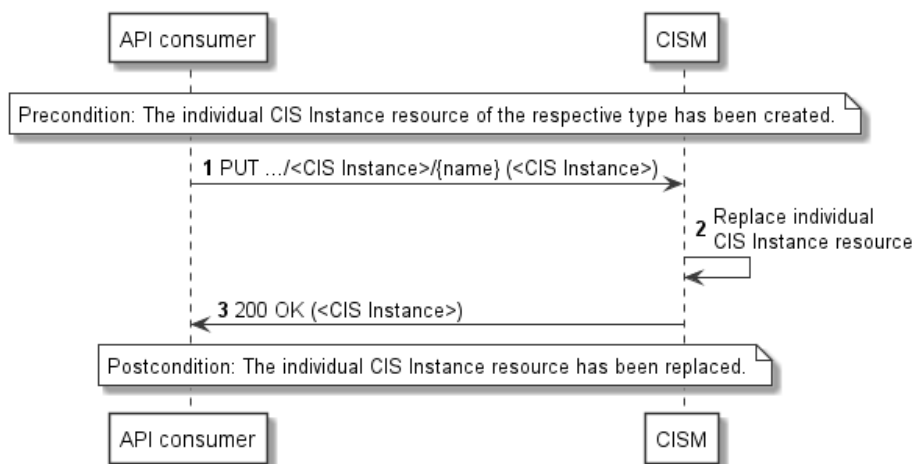 API consumer
CISM
Precondition: The individual CIS Instance resource of the respective type has been created.
1 PUT .../<CIS Instance>/{name} (<CIS Instance>)
2 Replace individual
CIS Instance resource
3 200 OK (<CIS Instance>)
Postcondition: The individual CIS Instance resource has been replaced.
API consumer
CISM